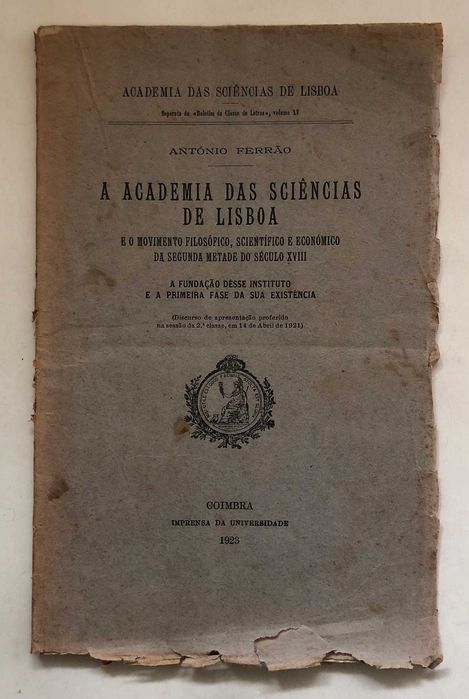 ACADEMIA DAS SCIÊNCIAS DE LISBOA
Separata do «Boletim da Classe de Letras», volume XV
ANTÓNIO FERRÃO
A ACADEMIA DAS SCIÊNCIAS
DE LISBOA
E O MOVIMENTO FILOSÓFICO, SCIENTÍFICO E ECONÓMICO
DA SEGUNDA METADE DO SÉCULO XVIII
A FUNDAÇÃO DÊSSE INSTITUTO
E A PRIMEIRA FASE DA SUA EXISTÊNCIA
(Discurso de apresentação proferido
na sessão da 2.ª classe, em 14 de Abril de 1921)
COIMBRA
IMPRENSA DA UNIVERSIDADE
1923